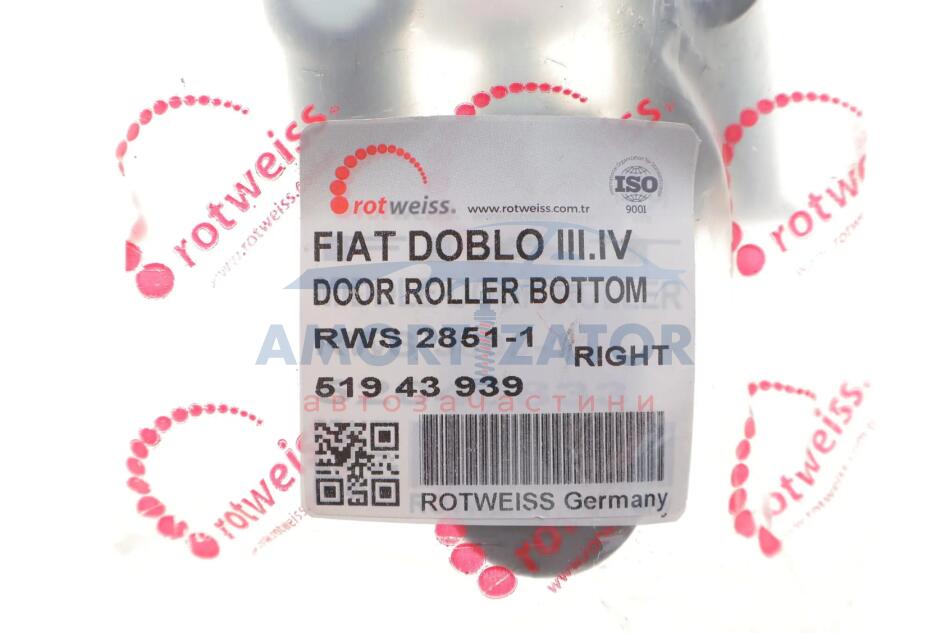 rotweiss.
www.rotweiss.com.tr
ISO
9001
FIAT DOBLO III.IV
DOOR ROLLER BOTTOM
RWS 2851-1
RIGHT
519 43 939
ROTWEISS Germany
AMORTIZATOR
автозапчастини
rotweiss.
rotweiss.
rotweiss.
rotweiss.